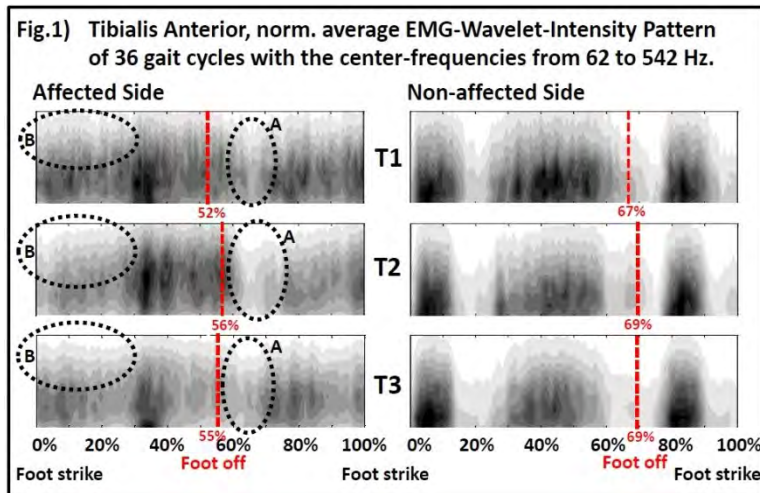 Fig.1) Tibialis Anterior, norm. average EMG-Wavelet-Intensity Pattern
of 36 gait cycles with the center-frequencies from 62 to 542 Hz.
Affected Side
Non-affected Side
B
A
T1
52%
67%
B
A
T2
56%
69%
B
A
T3
55%
69%
0% 20% 40% 60% 80% 100%
0% 20% 40% 60% 80% 100%
Foot strike
Foot off
Foot strike
Foot off
Foot strike